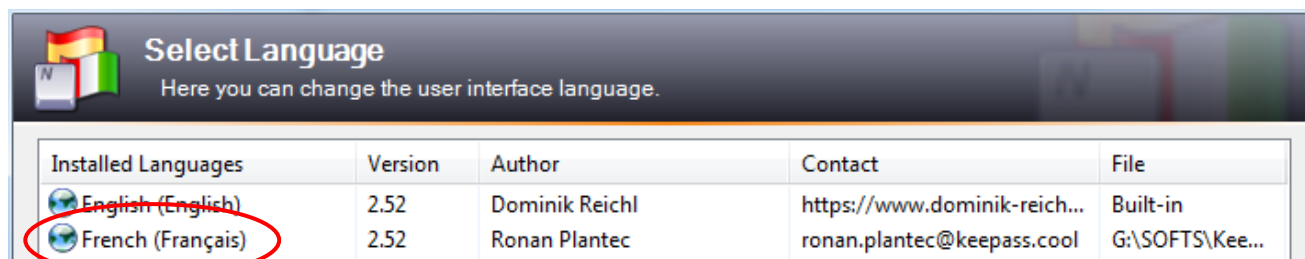 Select Language
Here you can change the user interface language.
N
Installed Languages Version Author Contact File
English (English) 2.52 Dominik Reichl https://www.dominik-reich... Built-in
French (Français) 2.52 Ronan Plantec ronan.plantec@keepass.cool G:\SOFTS\Kee...